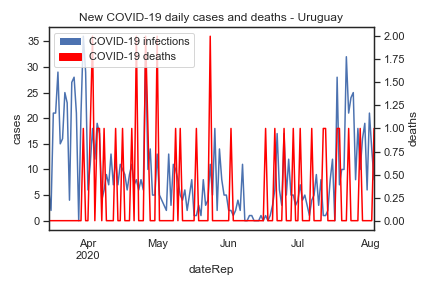 New COVID-19 daily cases and deaths - Uruguay
COVID-19 infections
COVID-19 deaths
cases
35
30
25
20
15
10
5
0
deaths
2.00
1.75
1.50
1.25
1.00
0.75
0.50
0.25
0.00
Apr May Jun Jul Aug
2020
dateRep